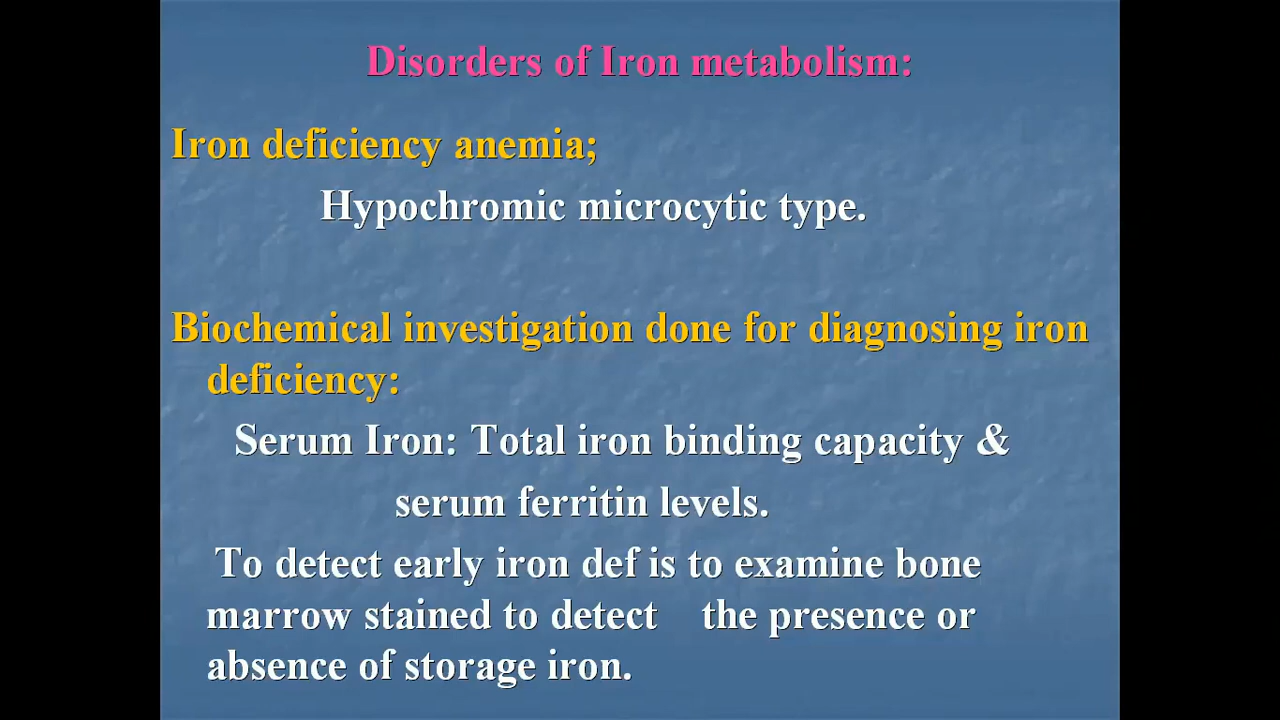 Disorders of Iron metabolism:
Iron deficiency anemia;
Hypochromic microcytic type.
Biochemical investigation done for diagnosing iron
deficiency:
Serum Iron: Total iron binding capacity &
serum ferritin levels.
To detect early iron def is to examine bone
marrow stained to detect the presence or
absence of storage iron.